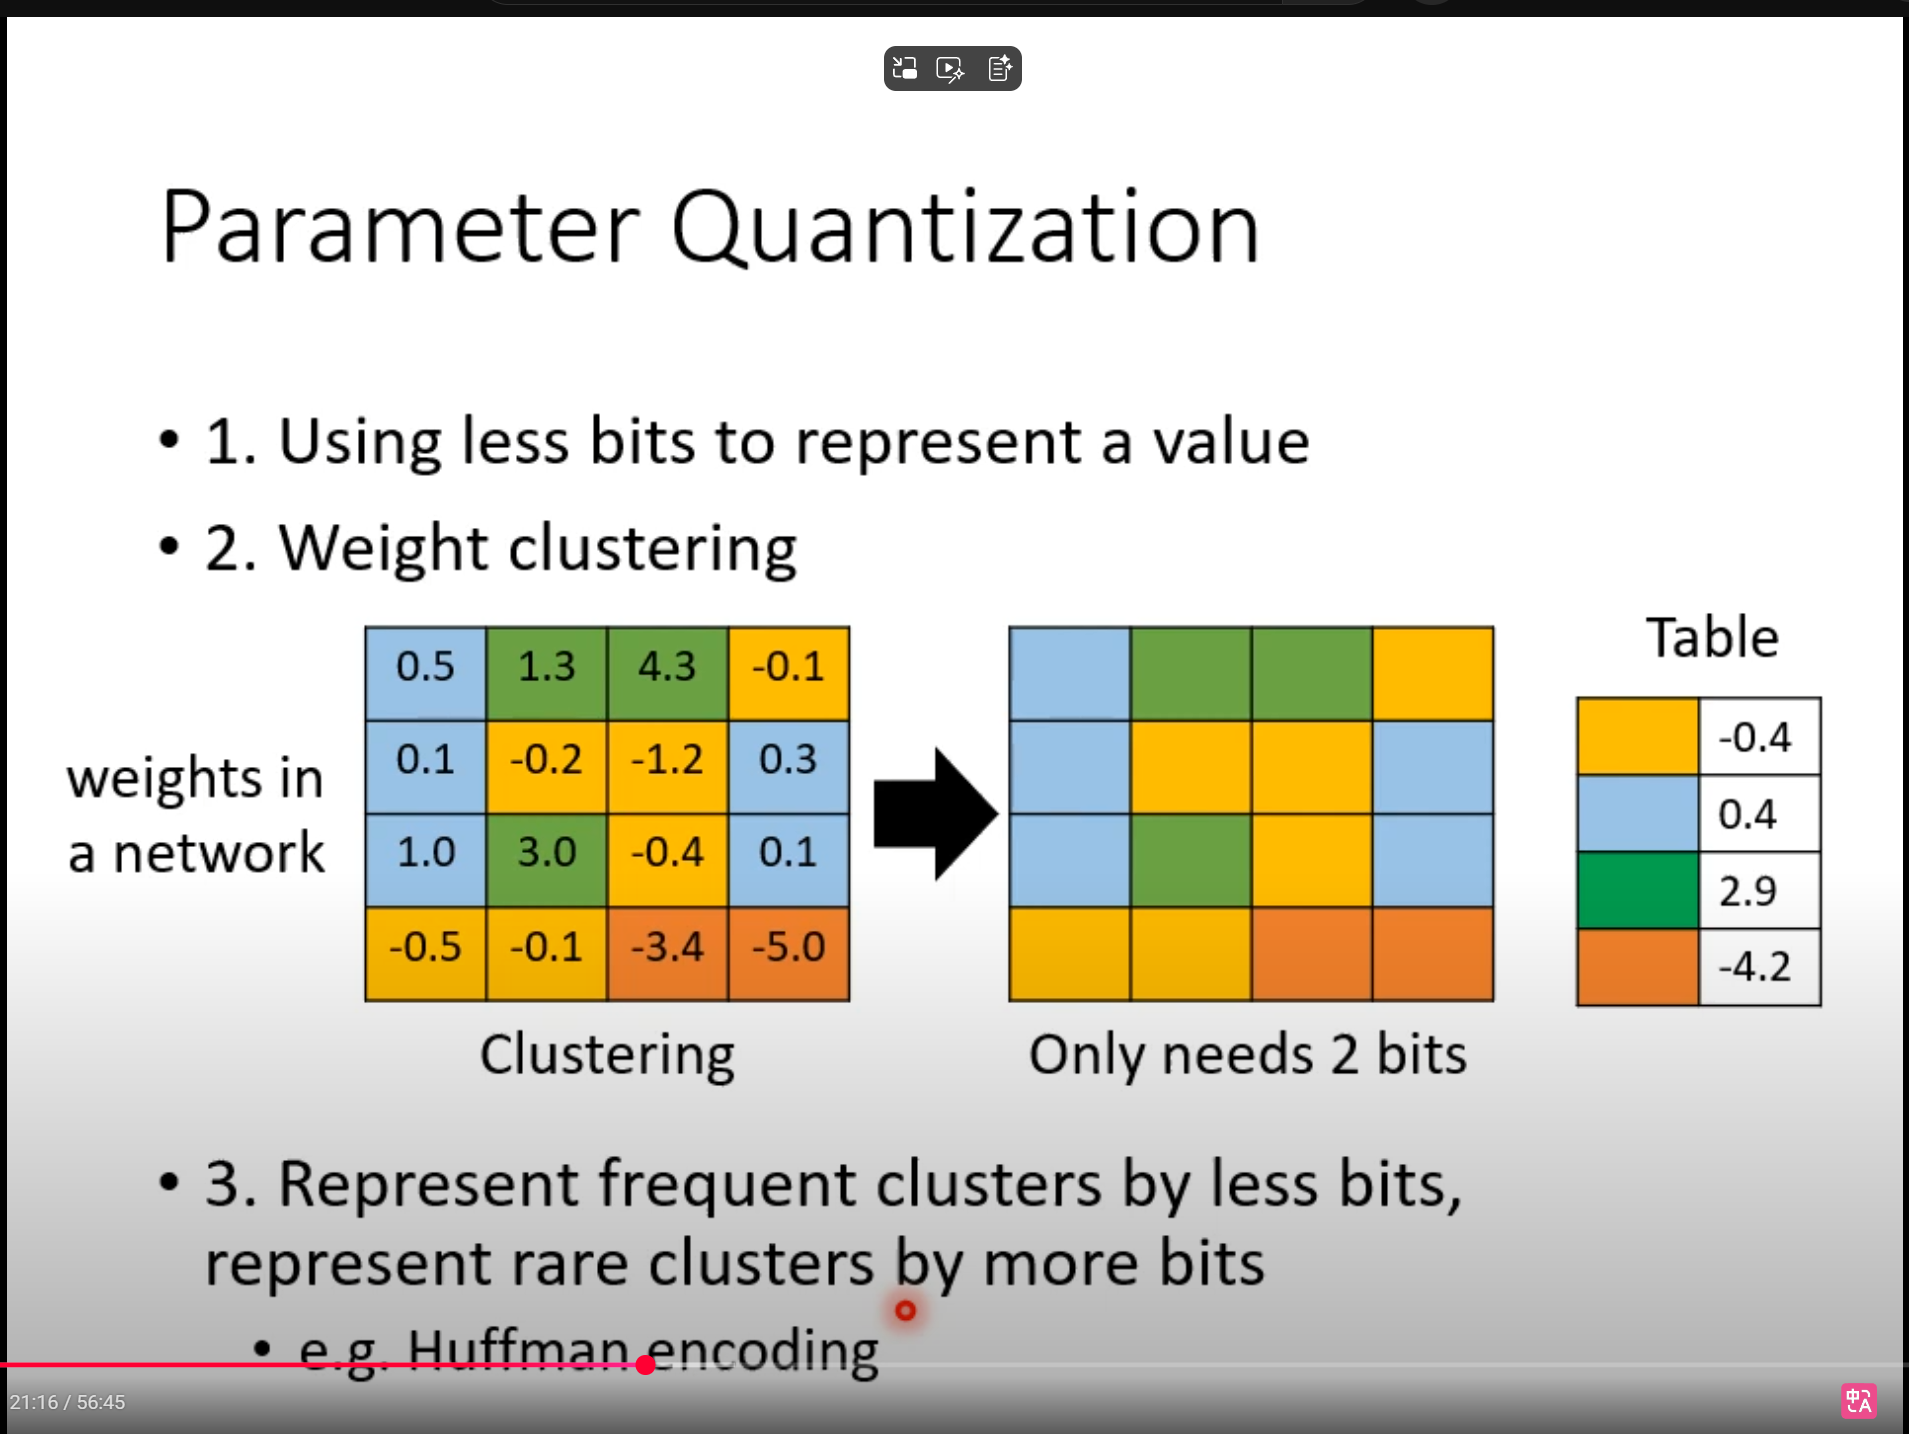 Parameter Quantization
• 1. Using less bits to represent a value
• 2. Weight clustering
weights in
a network
0.5 1.3 4.3 -0.1
0.1 -0.2 -1.2 0.3
1.0 3.0 -0.4 0.1
-0.5 -0.1 -3.4 -5.0
Clustering
Only needs 2 bits
Table
-0.4
0.4
2.9
-4.2
• 3. Represent frequent clusters by less bits,
represent rare clusters by more bits
• e.g. Huffman encoding
21:16 / 56:45
中 A